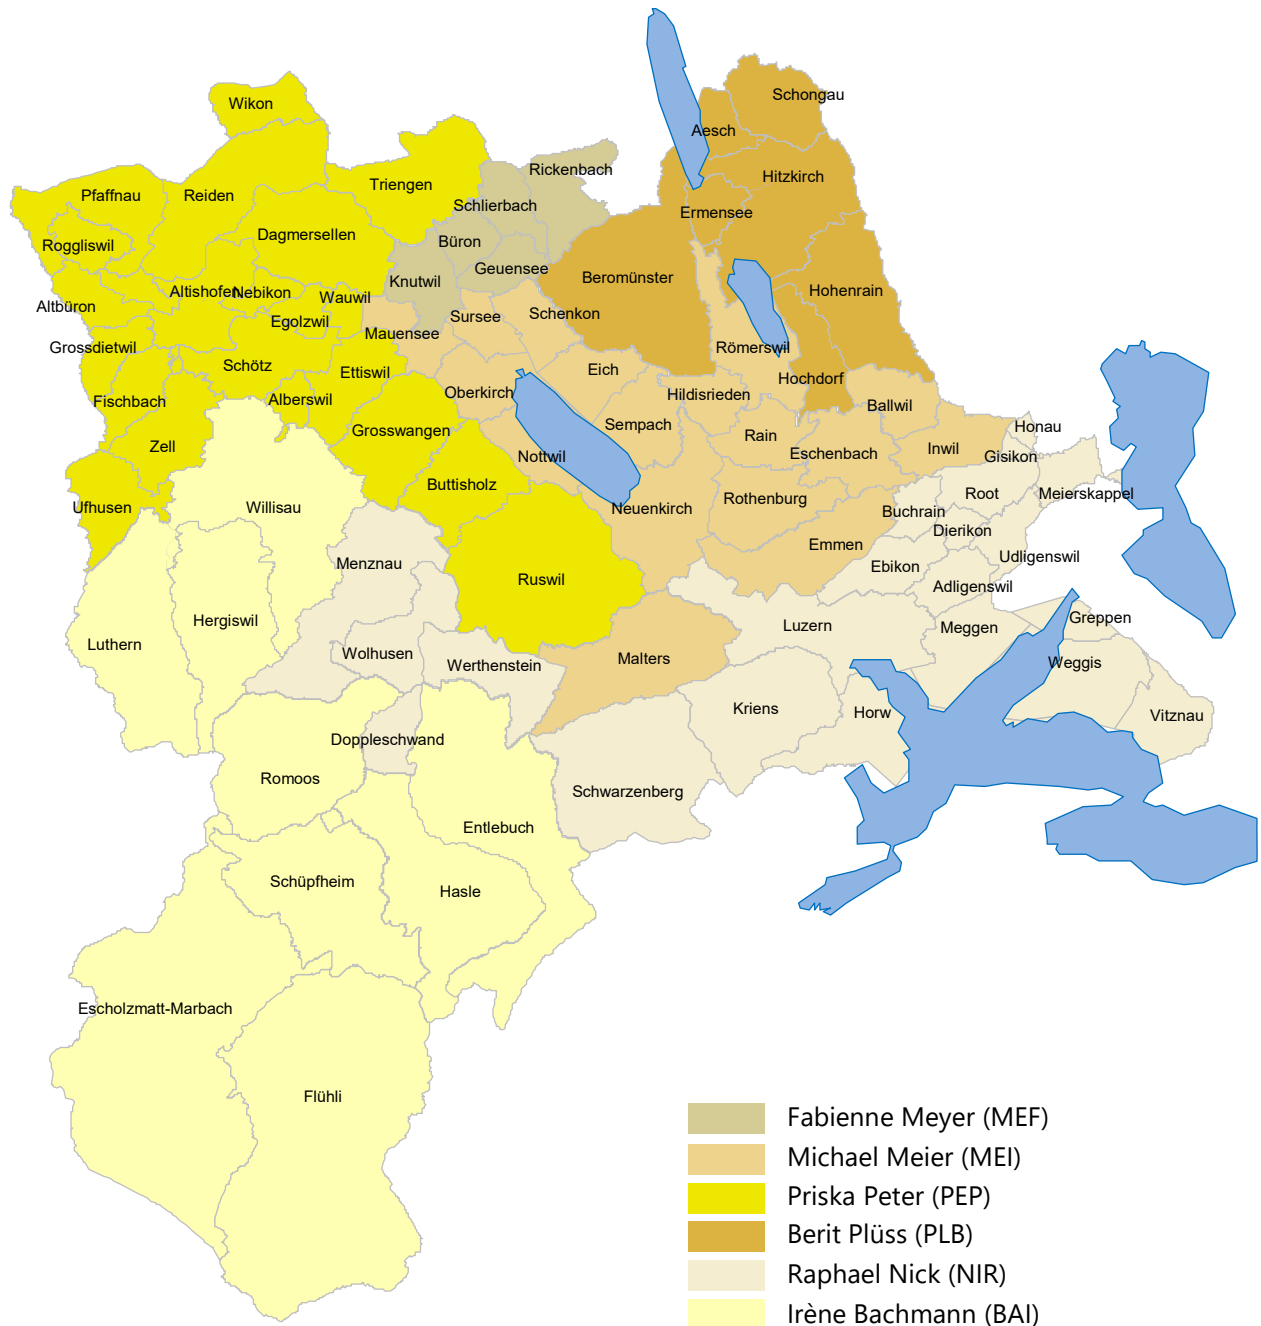 Schongau
Wikon
Aesch
Rickenbach
Hitzkirch
Triengen
Pfaffnau
Reiden
Schlierbach
Ermensee
Dagmersellen
Büron
Roggliswil
Geuensee
Beromünster
Knutwil
Hohenrain
Altishofen
Nebikon
Wauwil
Altbüron
Schenkon
Sursee
Egolzwil
Mauensee
Grossdietwil
Römerswil
Schötz
Eich
Ettiswil
Hochdorf
Oberkirch
Hildisrieden
Alberswil
Fischbach
Ballwil
Sempach
Honau
Grosswangen
Rain
Zell
Inwil
Eschenbach
Nottwil
Gisikon
Buttisholz
Root
Meierskappel
Rothenburg
Ufhusen
Willisau
Neuenkirch
Buchrain
Dierikon
Emmen
Udligenswil
Menznau
Ebikon
Ruswil
Adligenswil
Hergiswil
Greppen
Luzern
Meggen
Luthern
Wolhusen
Malters
Weggis
Werthenstein
Kriens
Horw
Vitznau
Doppleschwand
Romoos
Schwarzenberg
Entlebuch
Schüpfheim
Hasle
Escholzmatt-Marbach
Flühli
Fabienne Meyer (MEF)
Michael Meier (MEI)
Priska Peter (PEP)
Berit Plüss (PLB)
Raphael Nick (NIR)
Irène Bachmann (BAI)